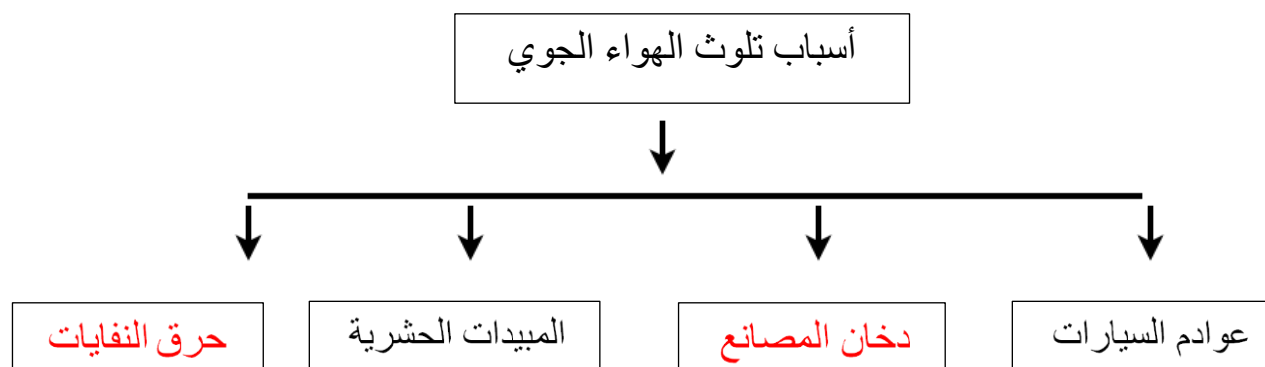 أسباب تلوث الهواء الجوي
عوادم السيارات
دخان المصانع
المبيدات الحشرية
حرق النفايات